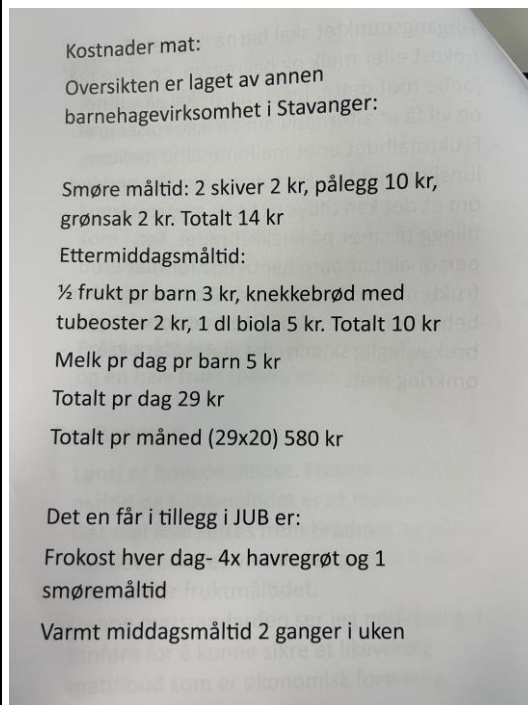 Kostnader mat:
Oversikten er laget av annen
barnehagevirksomhet i Stavanger:
Smøre måltid: 2 skiver 2 kr, pålegg 10 kr,
grønsak 2 kr. Totalt 14 kr
Ettermiddagsmåltid:
½ frukt pr barn 3 kr, knekkebrød med
tubeoster 2 kr, 1 dl biola 5 kr. Totalt 10 kr
Melk pr dag pr barn 5 kr
Totalt pr dag 29 kr
Totalt pr måned (29x20) 580 kr
Det en får i tillegg i JUB er:
Frokost hver dag- 4x havregrøt og 1
smøremåltid
Varmt middagsmåltid 2 ganger i uken